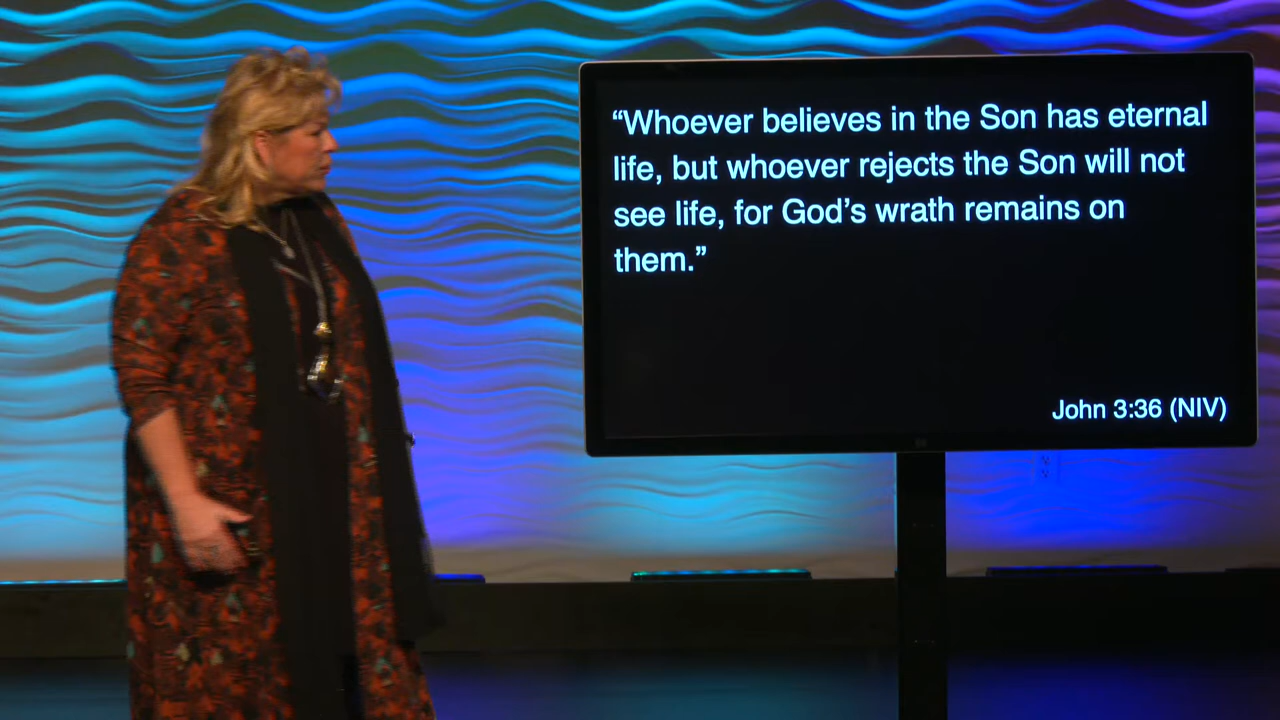 “Whoever believes in the Son has eternal
life, but whoever rejects the Son will not
see life, for God’s wrath remains on
them.”
John 3:36 (NIV)